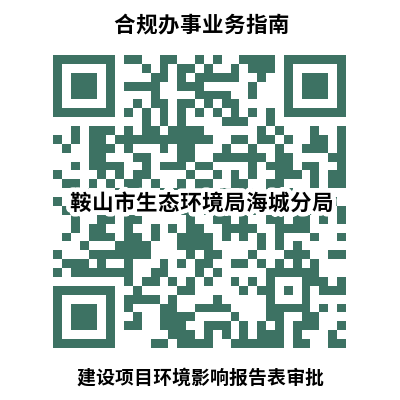 合规办事业务指南
鞍山市生态环境局海城分局
建设项目环境影响报告表审批